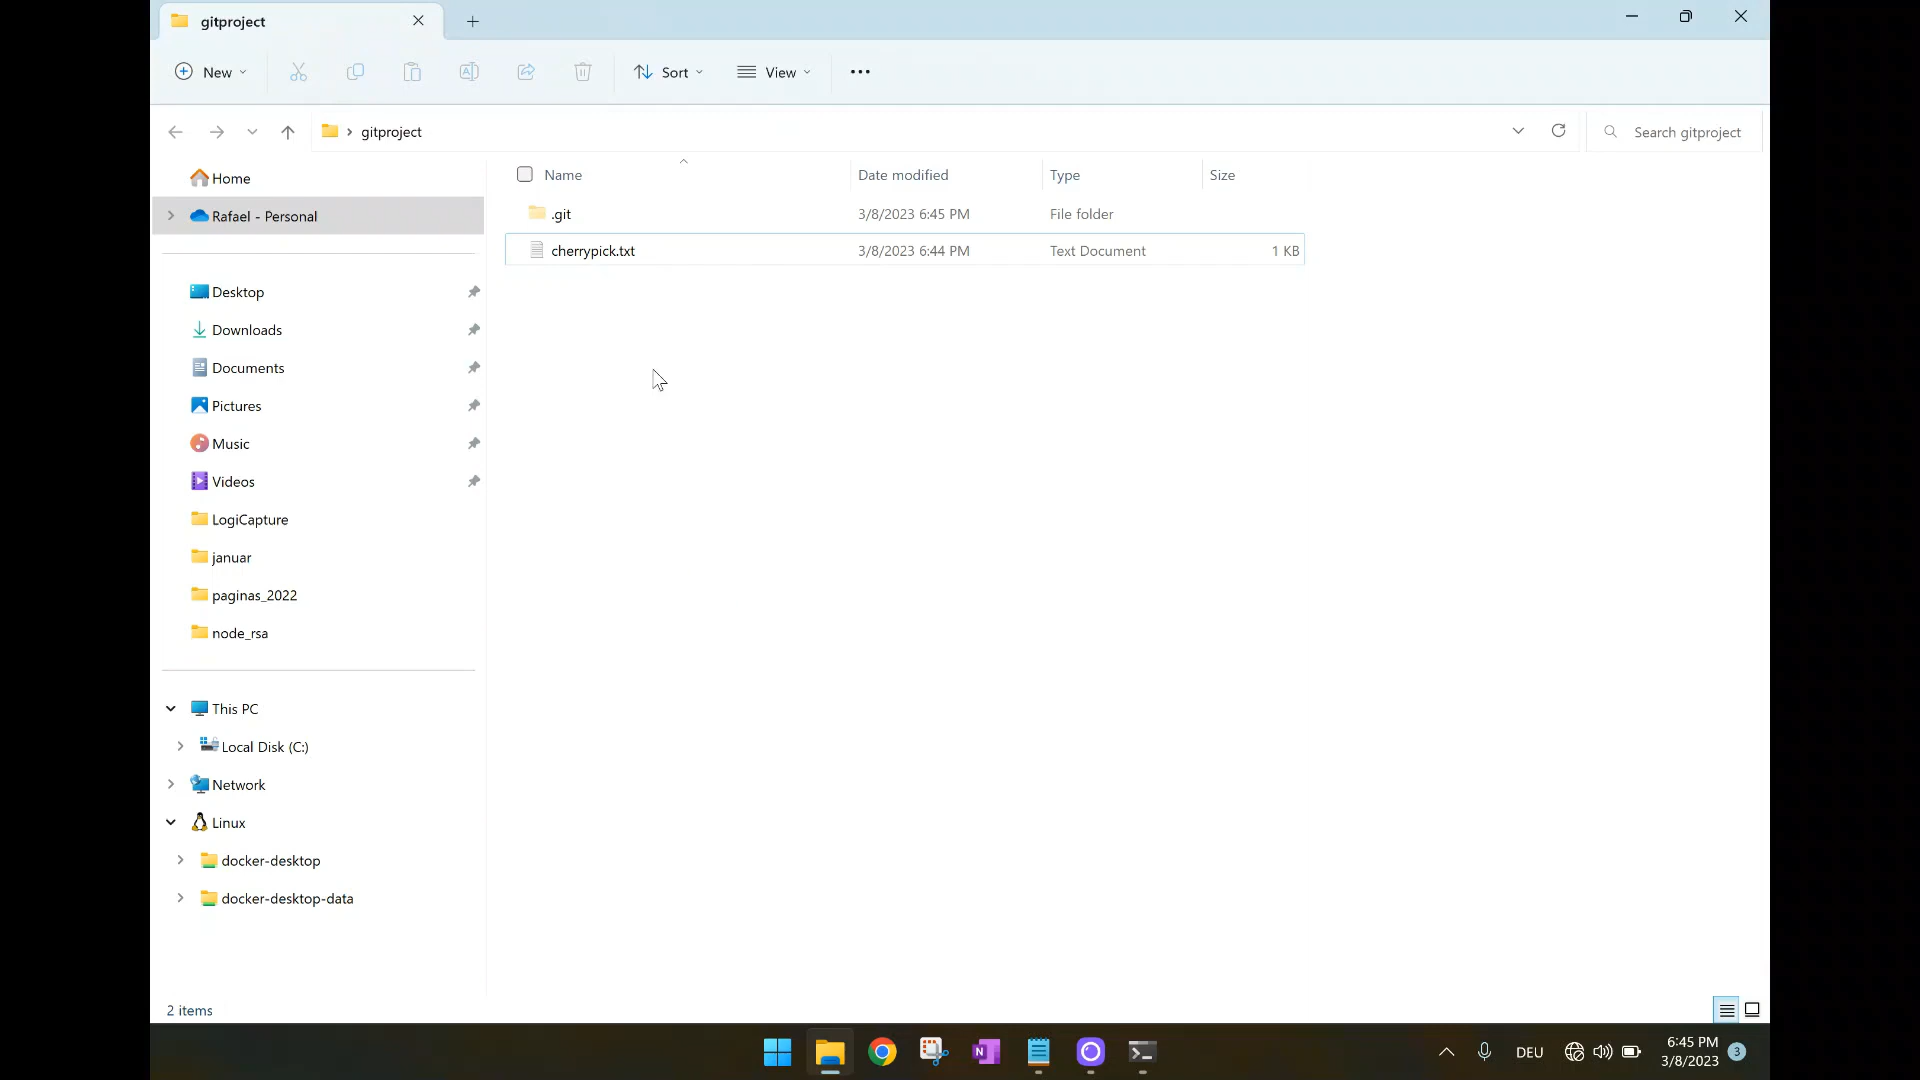 gitproject
New
Sort
View
gitproject
Search gitproject
Home
Rafael - Personal
Desktop
Downloads
Documents
Pictures
Music
Videos
LogiCapture
januar
paginas_2022
node_rsa
This PC
Local Disk (C:)
Network
Linux
docker-desktop
docker-desktop-data
Name Date modified Type Size
.git 3/8/2023 6:45 PM File folder
cherrypick.txt 3/8/2023 6:44 PM Text Document 1 KB
2 items
N
DEU
6:45 PM
3/8/2023
3